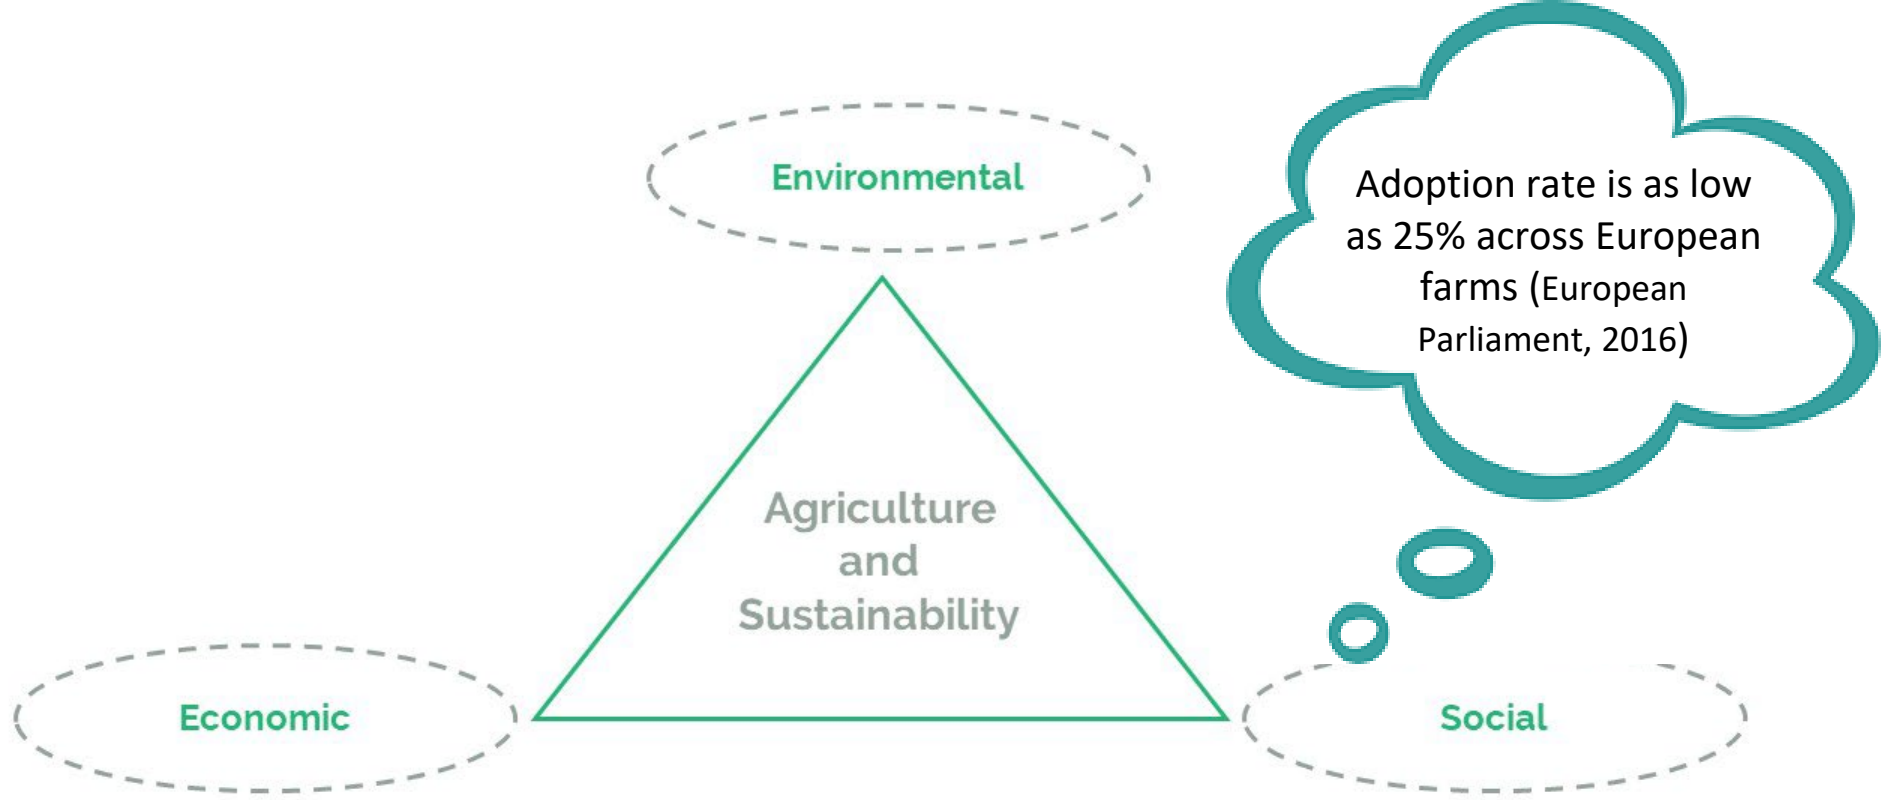 Environmental
Adoption rate is as low
as 25% across European
farms (European
Parliament, 2016)
Agriculture
and
Sustainability
Economic
Social